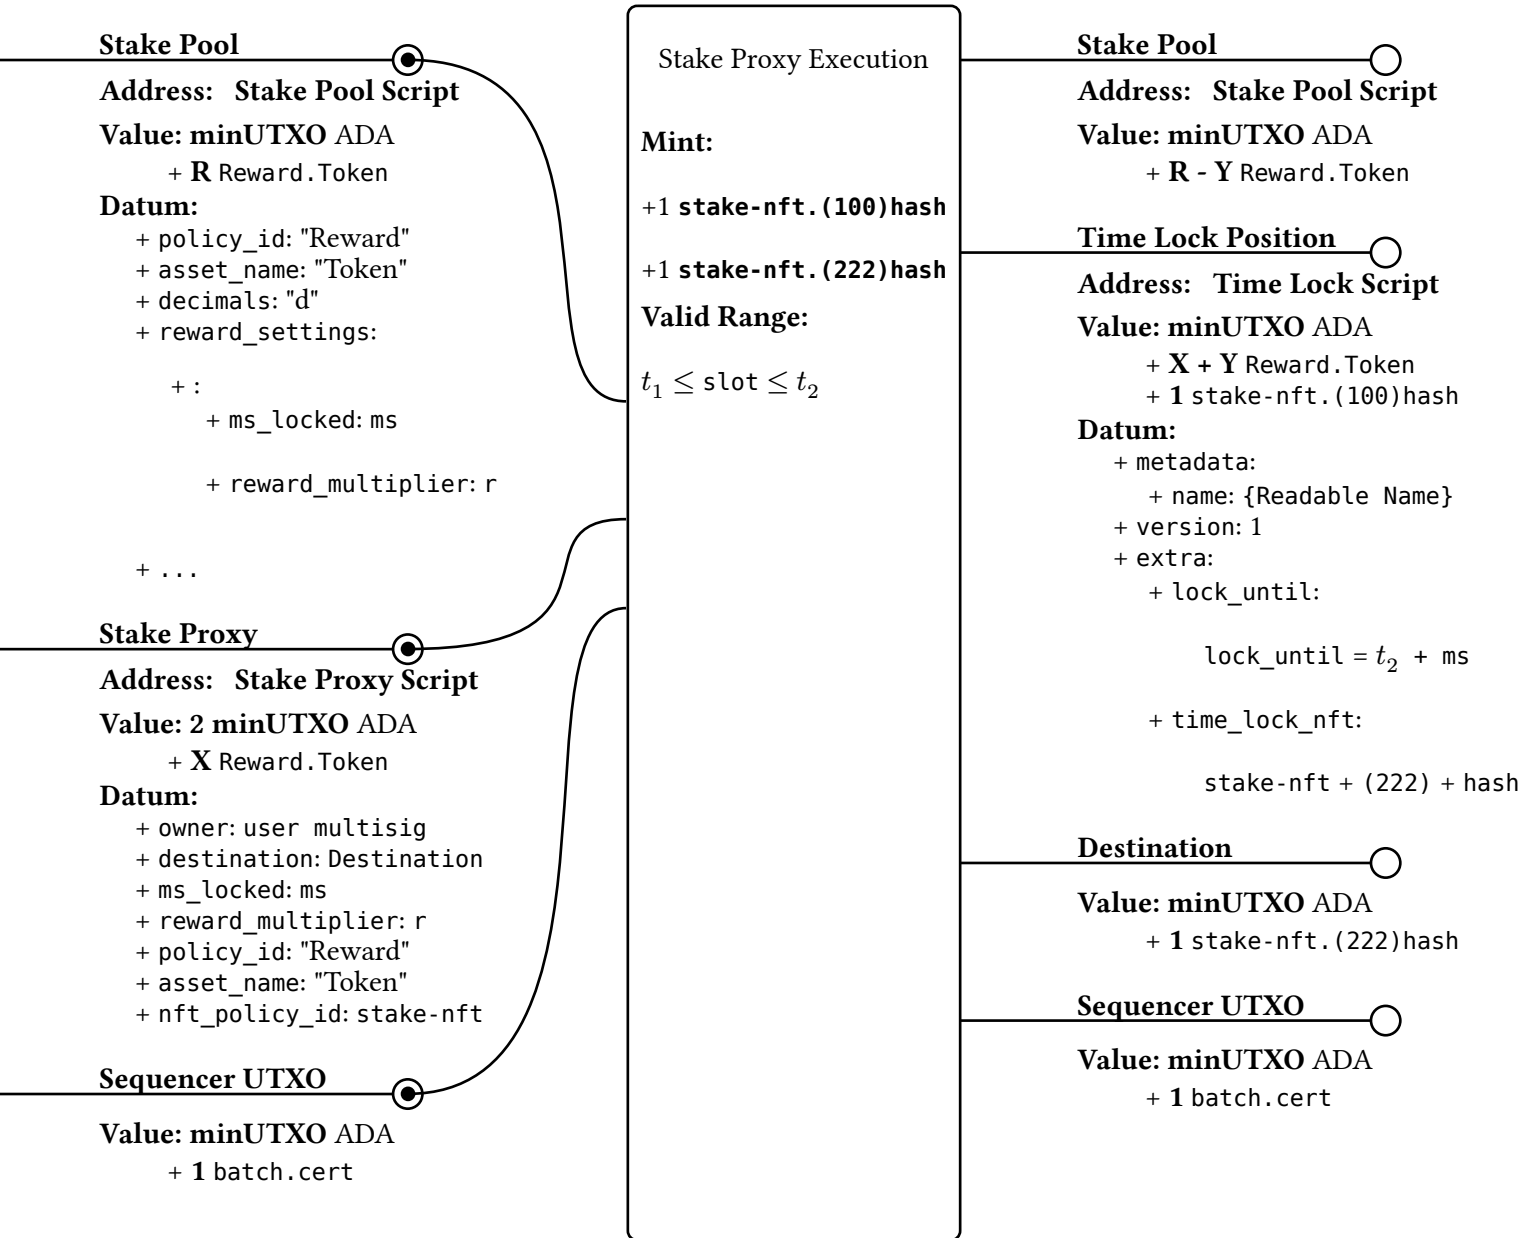 Stake Pool
Address: Stake Pool Script
Value: minUTXO ADA
+ R Reward.Token
Datum:
+ policy_id: "Reward"
+ asset_name: "Token"
+ decimals: "d"
+ reward_settings:
+ :
+ ms_locked: ms
+ reward_multiplier: r
+ ...
Stake Proxy
Address: Stake Proxy Script
Value: 2 minUTXO ADA
+ X Reward.Token
Datum:
+ owner: user multisig
+ destination: Destination
+ ms_locked: ms
+ reward_multiplier: r
+ policy_id: "Reward"
+ asset_name: "Token"
+ nft_policy_id: stake-nft
Sequencer UTXO
Value: minUTXO ADA
+ 1 batch.cert
Stake Proxy Execution
Mint:
+1 stake-nft.(100)hash
+1 stake-nft.(222)hash
Valid Range:
t₁ ≤ slot ≤ t₂
Stake Pool
Address: Stake Pool Script
Value: minUTXO ADA
+ R - Y Reward.Token
Time Lock Position
Address: Time Lock Script
Value: minUTXO ADA
+ X + Y Reward.Token
+ 1 stake-nft.(100)hash
Datum:
+ metadata:
+ name: {Readable Name}
+ version: 1
+ extra:
+ lock_until:
lock_until = t₂ + ms
+ time_lock_nft:
stake-nft + (222) + hash
Destination
Value: minUTXO ADA
+ 1 stake-nft.(222)hash
Sequencer UTXO
Value: minUTXO ADA
+ 1 batch.cert